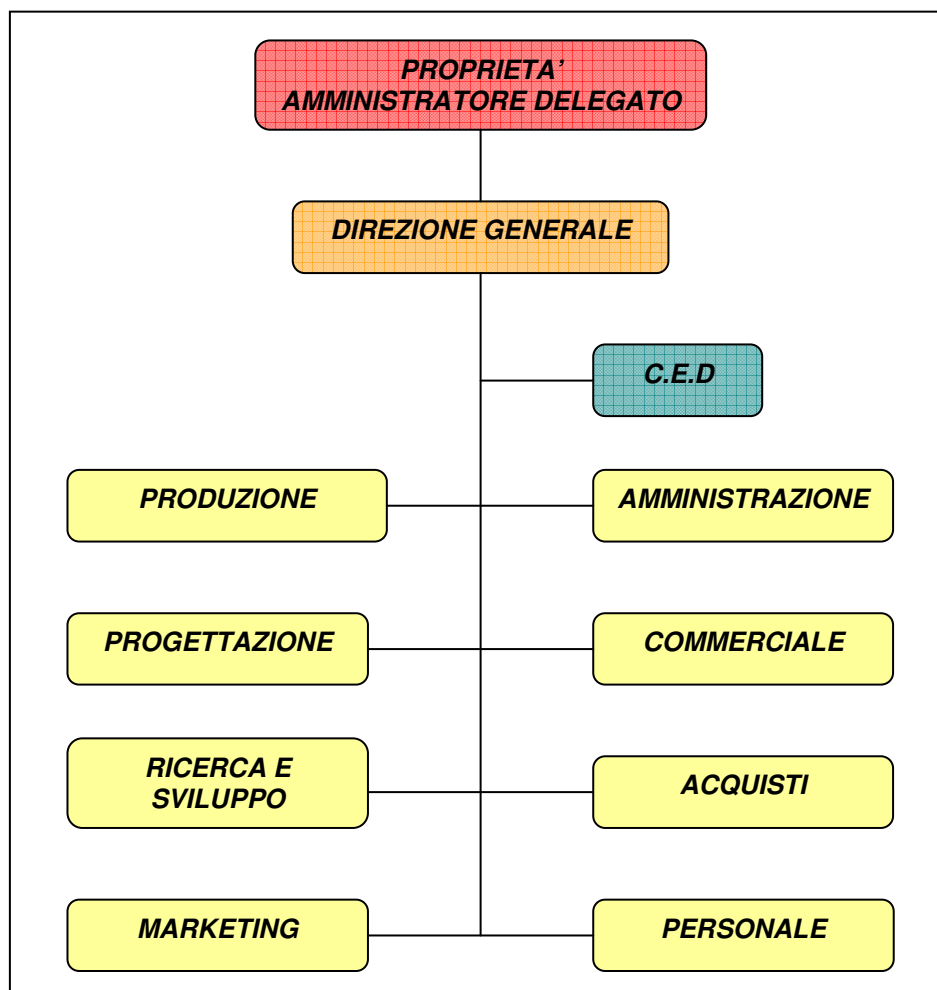 PROPRIETA’
AMMINISTRATORE DELEGATO
DIREZIONE GENERALE
C.E.D
PRODUZIONE
AMMINISTRAZIONE
PROGETTAZIONE
COMMERCIALE
RICERCA E
SVILUPPO
ACQUISTI
MARKETING
PERSONALE